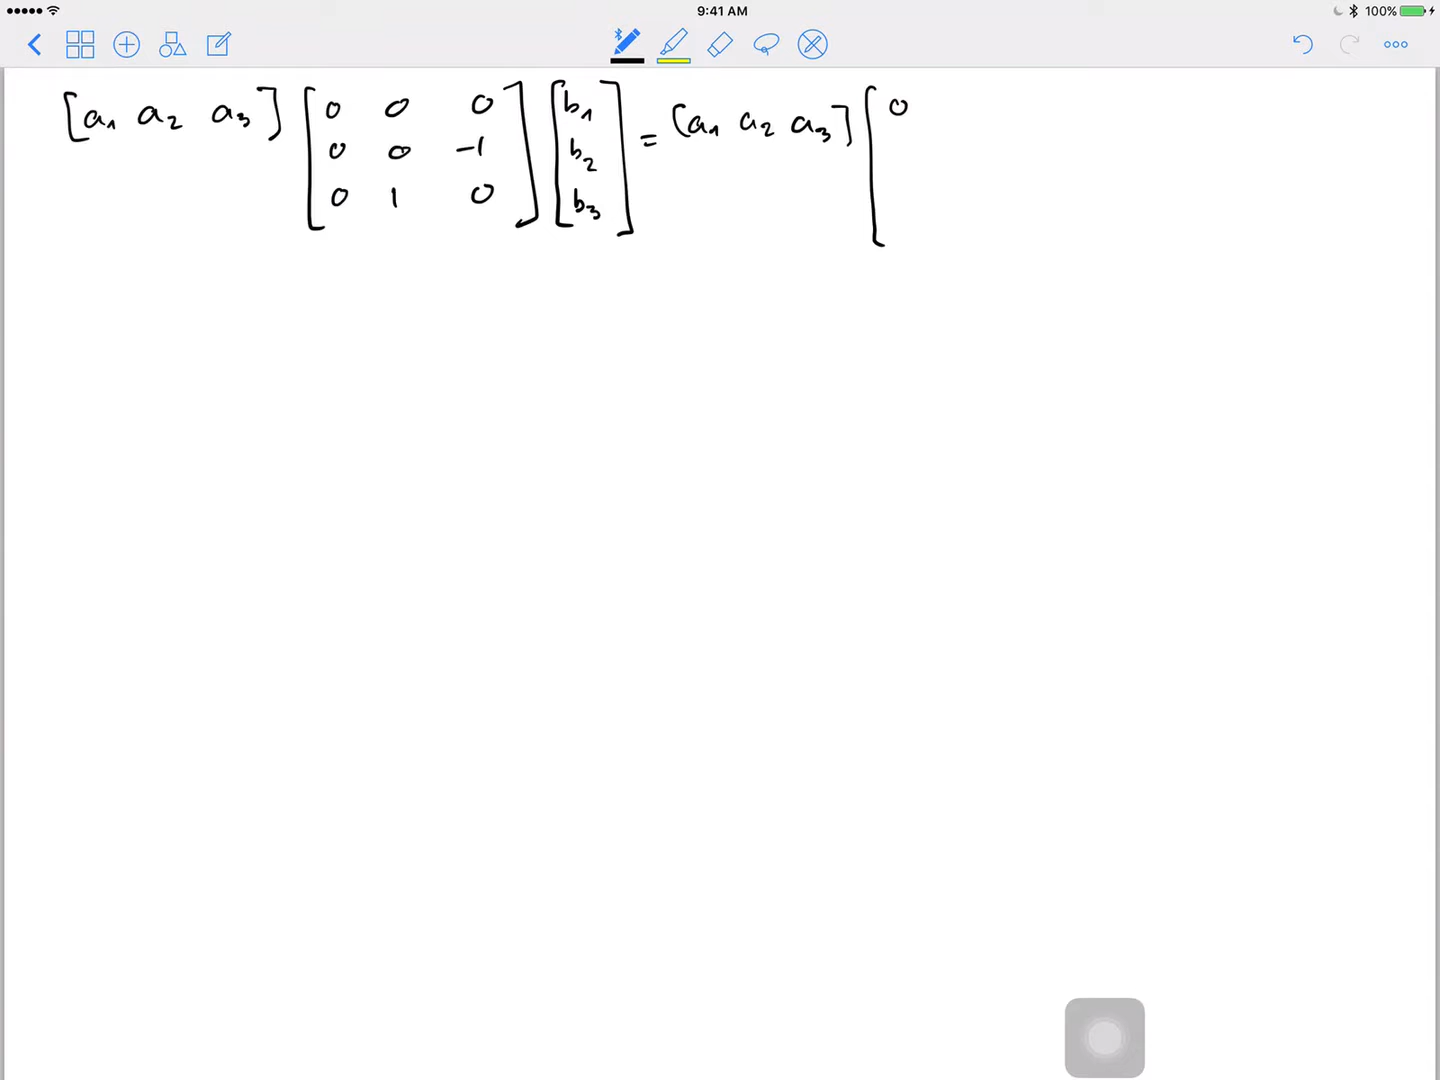 9:41 AM 100%
[a₁ a₂ a₃] [0 0 0 [b₁ = [a₁ a₂ a₃] [0
0 0 -1 b₂
0 1 0] b₃]